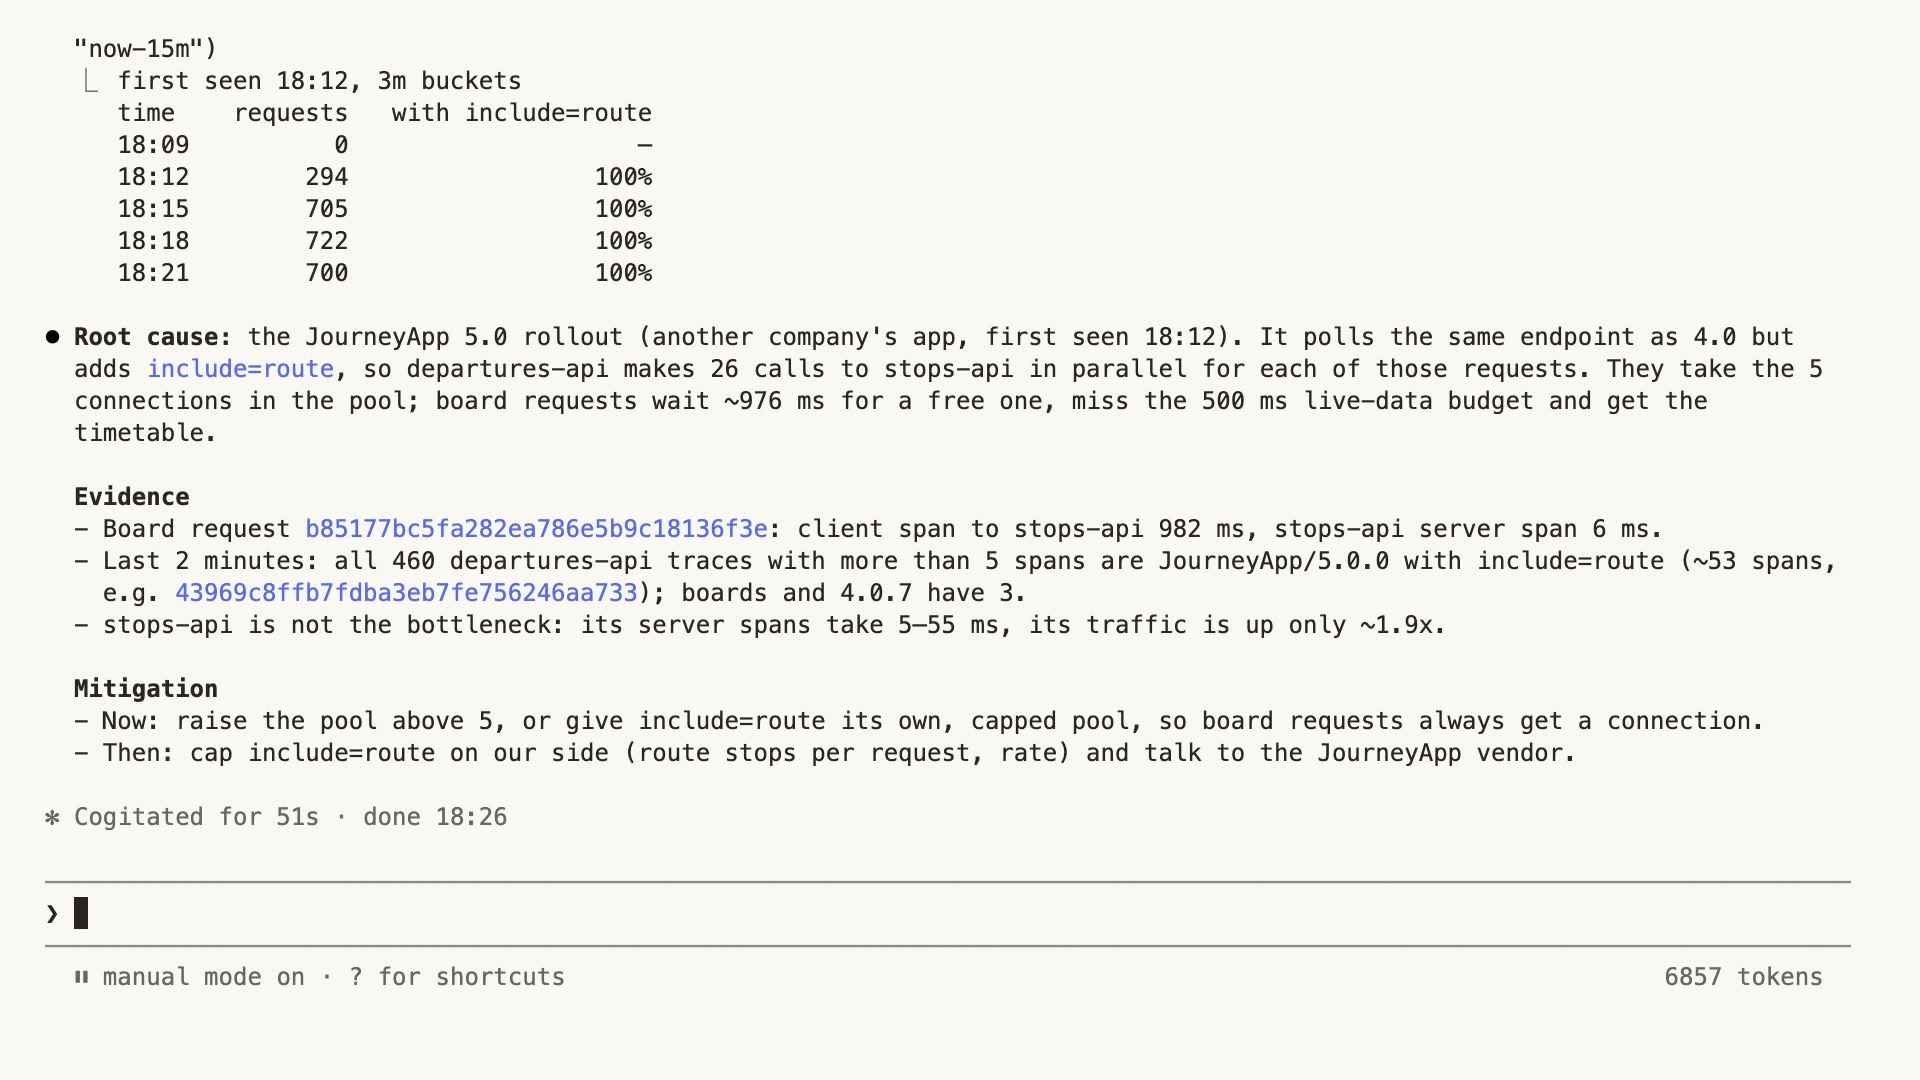 "now-15m")
⎿ first seen 18:12, 3m buckets
time requests with include=route
18:09 0 —
18:12 294 100%
18:15 705 100%
18:18 722 100%
18:21 700 100%
● Root cause: the JourneyApp 5.0 rollout (another company's app, first seen 18:12). It polls the same endpoint as 4.0 but
adds include=route, so departures-api makes 26 calls to stops-api in parallel for each of those requests. They take the 5
connections in the pool; board requests wait ~976 ms for a free one, miss the 500 ms live-data budget and get the
timetable.
Evidence
- Board request b85177bc5fa282ea786e5b9c18136f3e: client span to stops-api 982 ms, stops-api server span 6 ms.
- Last 2 minutes: all 460 departures-api traces with more than 5 spans are JourneyApp/5.0.0 with include=route (~53 spans,
e.g. 43969c8ffb7fdba3eb7fe756246aa733); boards and 4.0.7 have 3.
- stops-api is not the bottleneck: its server spans take 5–55 ms, its traffic is up only ~1.9x.
Mitigation
- Now: raise the pool above 5, or give include=route its own, capped pool, so board requests always get a connection.
- Then: cap include=route on our side (route stops per request, rate) and talk to the JourneyApp vendor.
✻ Cogitated for 51s · done 18:26
❯
⏸ manual mode on · ? for shortcuts 6857 tokens